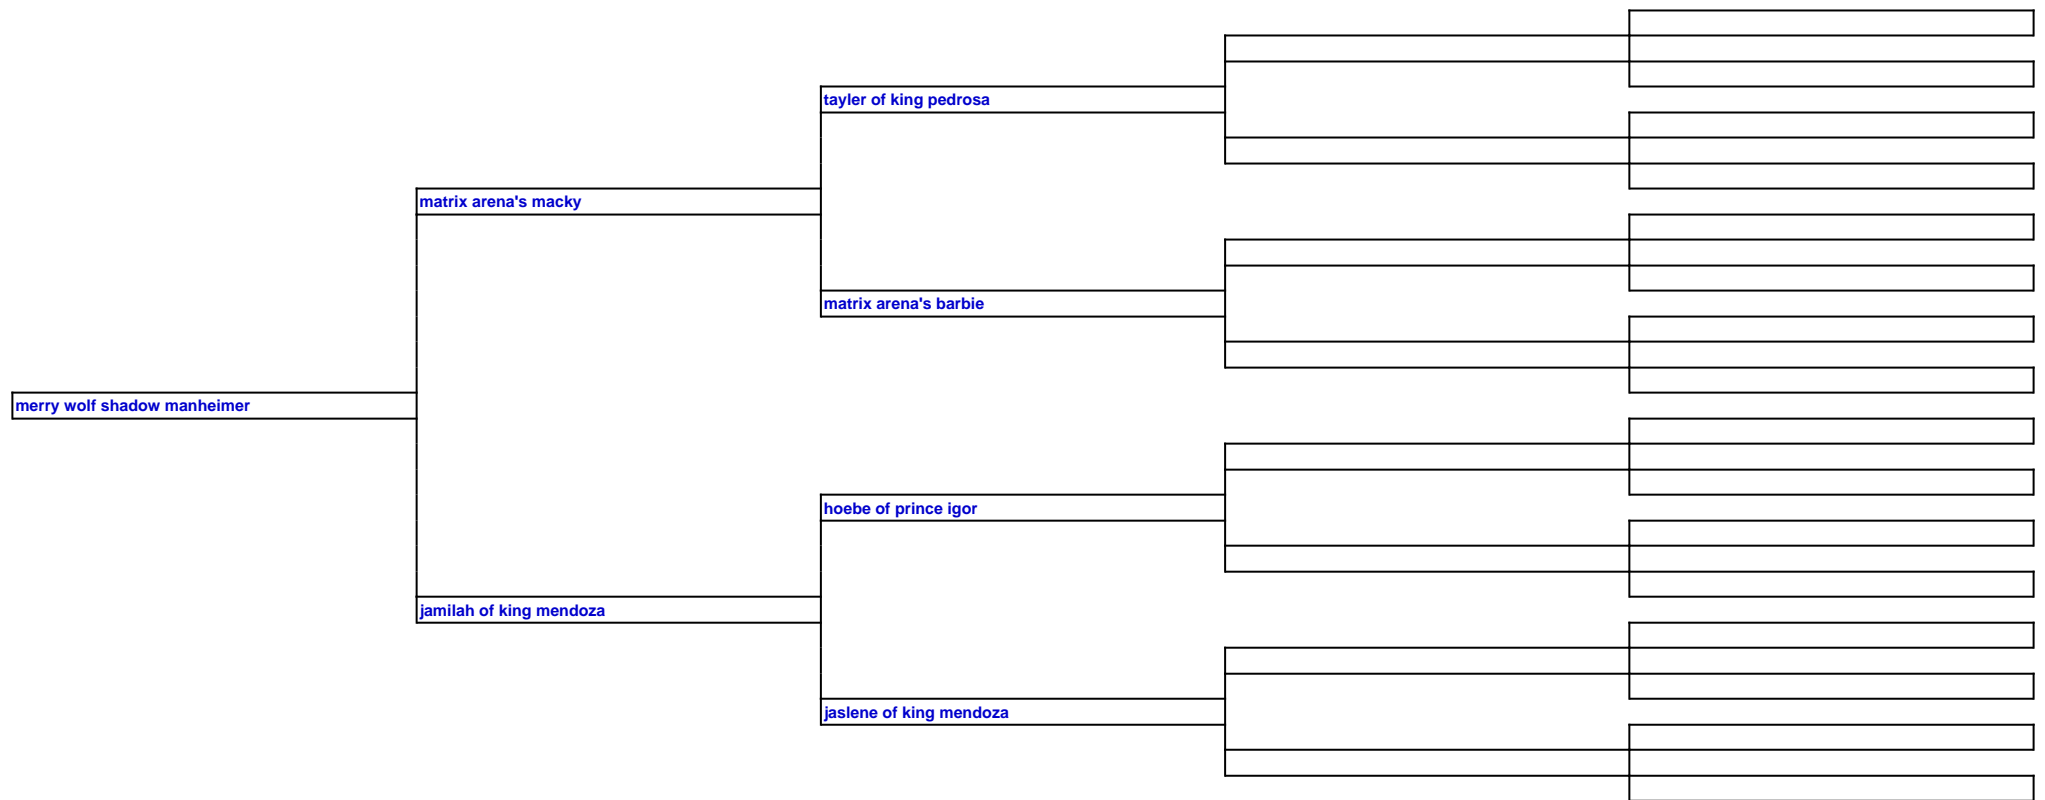 tayler of king pedrosa
matrix arena's macky
matrix arena's barbie
merry wolf shadow manheimer
hoebe of prince igor
jamilah of king mendoza
jaslene of king mendoza